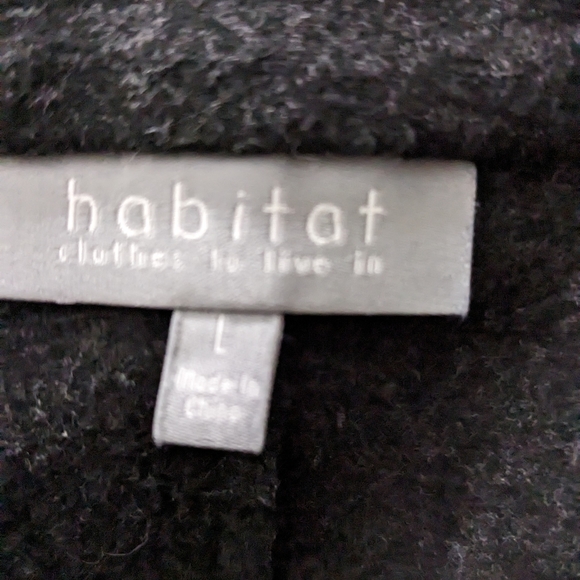 habitat
clothes to live in
L
Made in
China